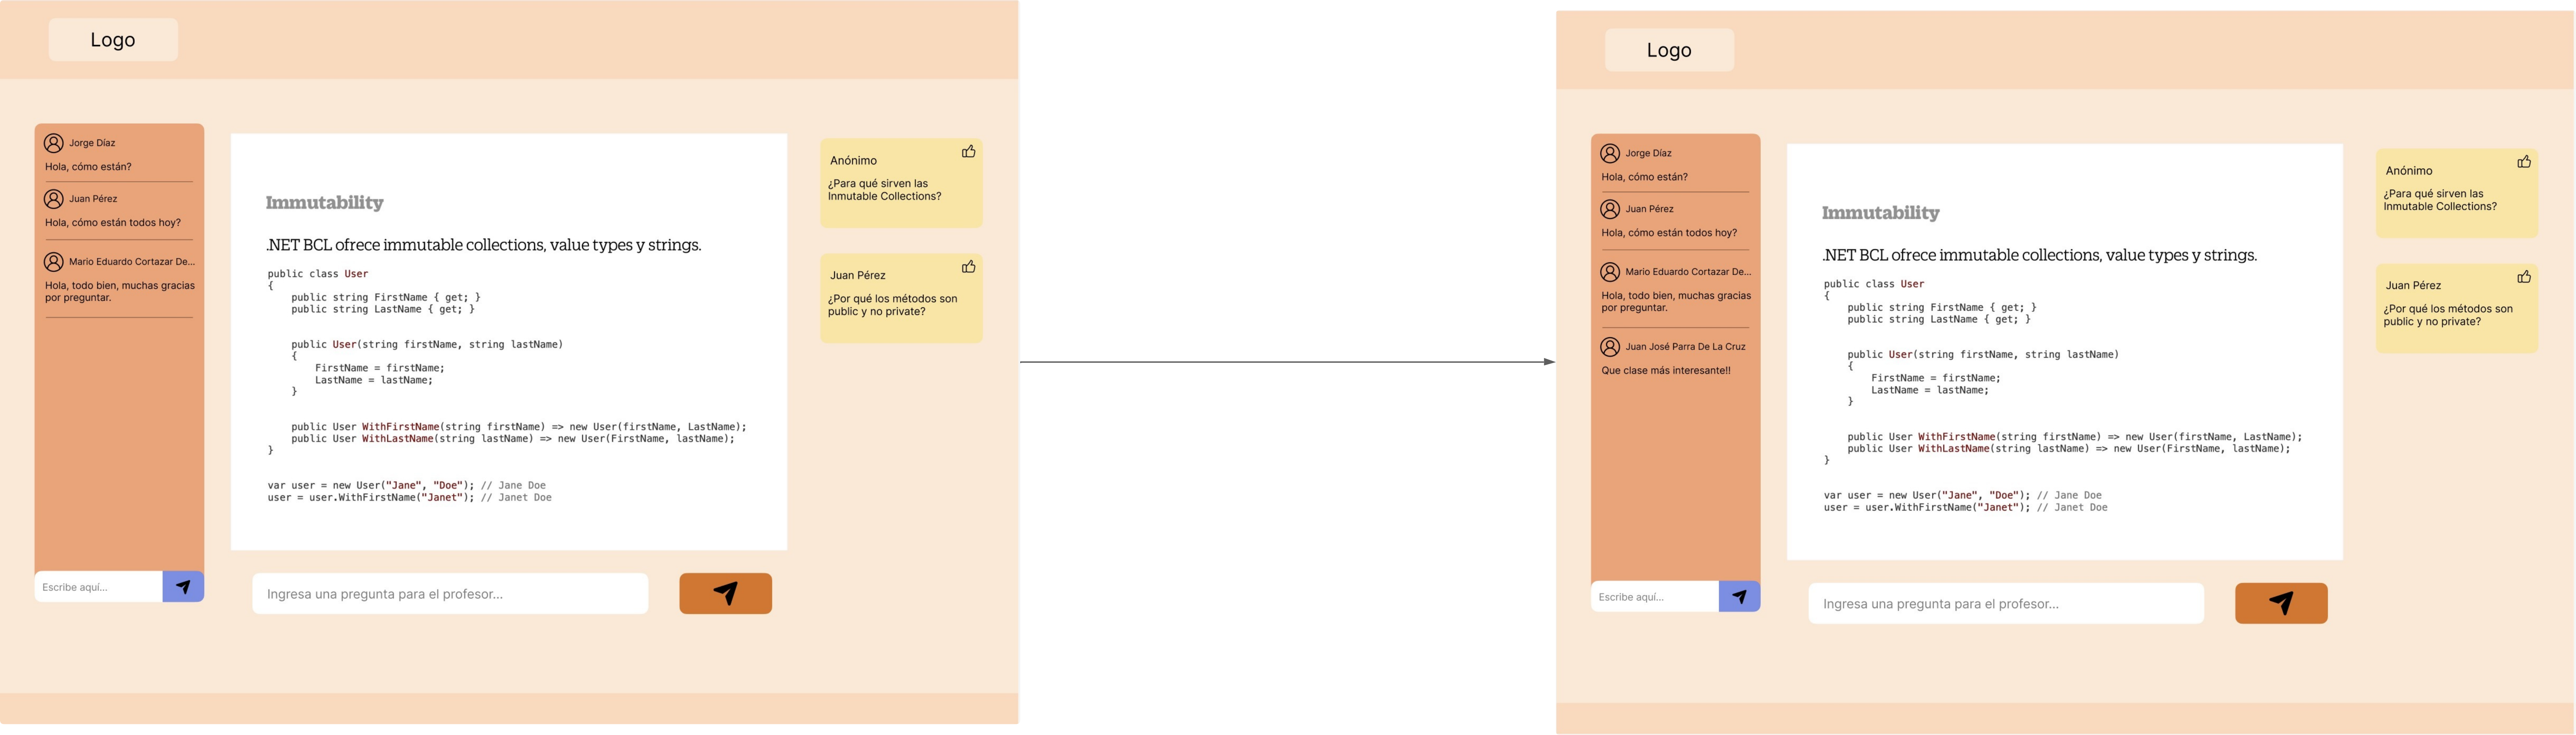 Logo
Jorge Díaz
Hola, cómo están?
Juan Pérez
Hola, cómo están todos hoy?
Mario Eduardo Cortazar De...
Hola, todo bien, muchas gracias
por preguntar.
Escribe aquí...
Immutability
.NET BCL ofrece immutable collections, value types y strings.
public class User
{
    public string FirstName { get; }
    public string LastName { get; }
    public User(string firstName, string lastName)
    {
        FirstName = firstName;
        LastName = lastName;
    }
    public User WithFirstName(string firstName) => new User(firstName, LastName);
    public User WithLastName(string lastName) => new User(FirstName, lastName);
}
var user = new User("Jane", "Doe"); // Jane Doe
user = user.WithFirstName("Janet"); // Janet Doe
Ingresa una pregunta para el profesor...
Anónimo
¿Para qué sirven las
Inmutable Collections?
Juan Pérez
¿Por qué los métodos son
public y no private?
Logo
Jorge Díaz
Hola, cómo están?
Juan Pérez
Hola, cómo están todos hoy?
Mario Eduardo Cortazar De...
Hola, todo bien, muchas gracias
por preguntar.
Juan José Parra De La Cruz
Que clase más interesante!!
Escribe aquí...
Immutability
.NET BCL ofrece immutable collections, value types y strings.
public class User
{
    public string FirstName { get; }
    public string LastName { get; }
    public User(string firstName, string lastName)
    {
        FirstName = firstName;
        LastName = lastName;
    }
    public User WithFirstName(string firstName) => new User(firstName, LastName);
    public User WithLastName(string lastName) => new User(FirstName, lastName);
}
var user = new User("Jane", "Doe"); // Jane Doe
user = user.WithFirstName("Janet"); // Janet Doe
Ingresa una pregunta para el profesor...
Anónimo
¿Para qué sirven las
Inmutable Collections?
Juan Pérez
¿Por qué los métodos son
public y no private?